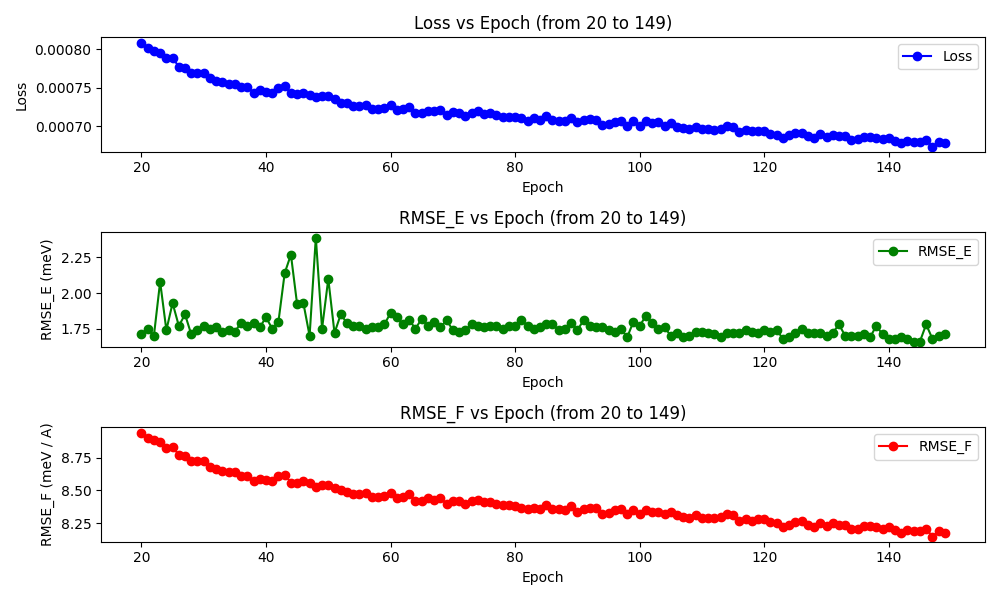 Loss vs Epoch (from 20 to 149)
Loss
0.00080
0.00075
0.00070
Loss
20 40 60 80 100 120 140
Epoch
RMSE_E vs Epoch (from 20 to 149)
RMSE_E
2.25
2.00
1.75
RMSE_E (meV)
20 40 60 80 100 120 140
Epoch
RMSE_F vs Epoch (from 20 to 149)
RMSE_F
8.75
8.50
8.25
RMSE_F (meV / A)
20 40 60 80 100 120 140
Epoch